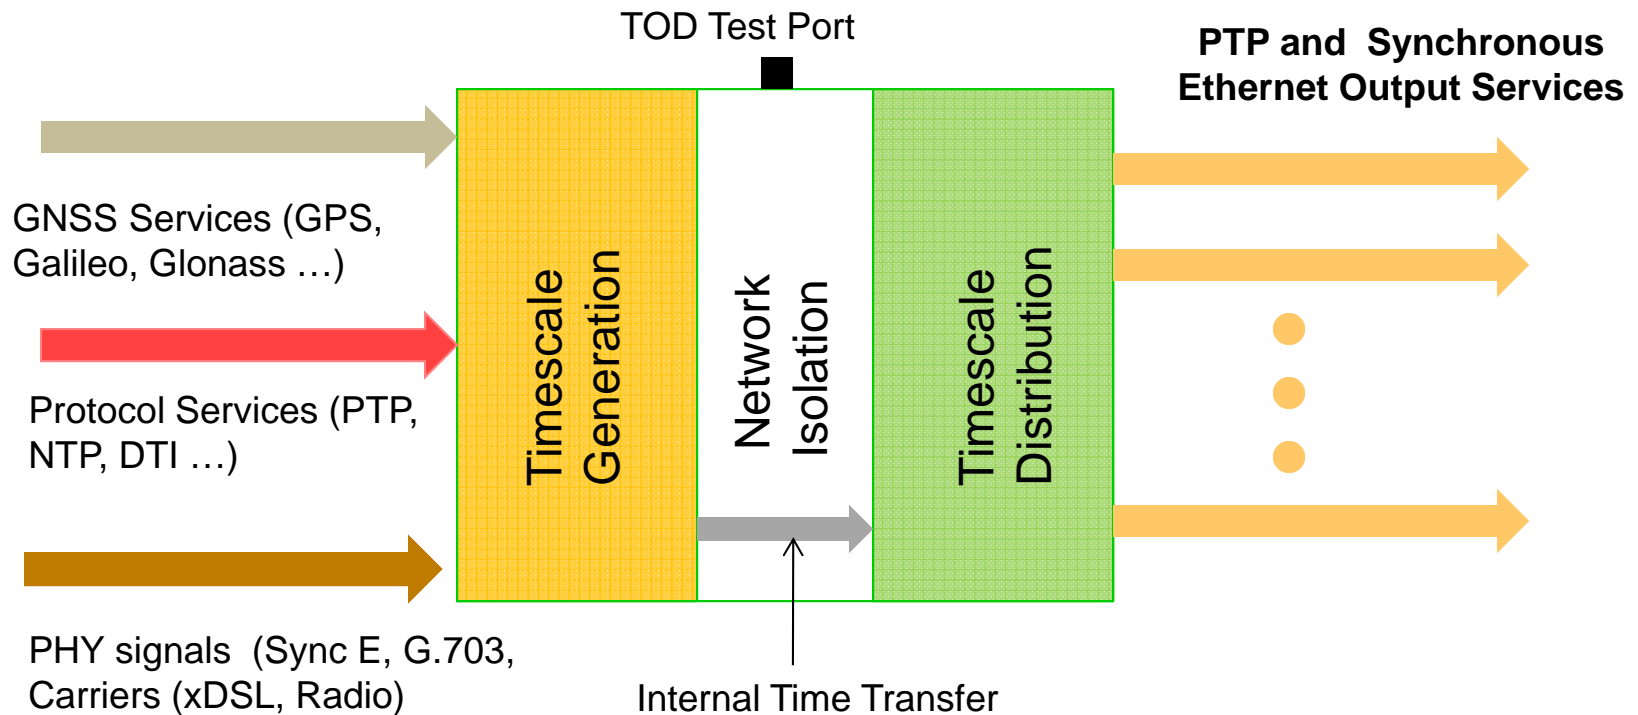 TOD Test Port
PTP and Synchronous
Ethernet Output Services
GNSS Services (GPS,
Galileo, Glonass …)
Protocol Services (PTP,
NTP, DTI …)
PHY signals (Sync E, G.703,
Carriers (xDSL, Radio)
Timescale
Generation
Network
Isolation
Timescale
Distribution
Internal Time Transfer